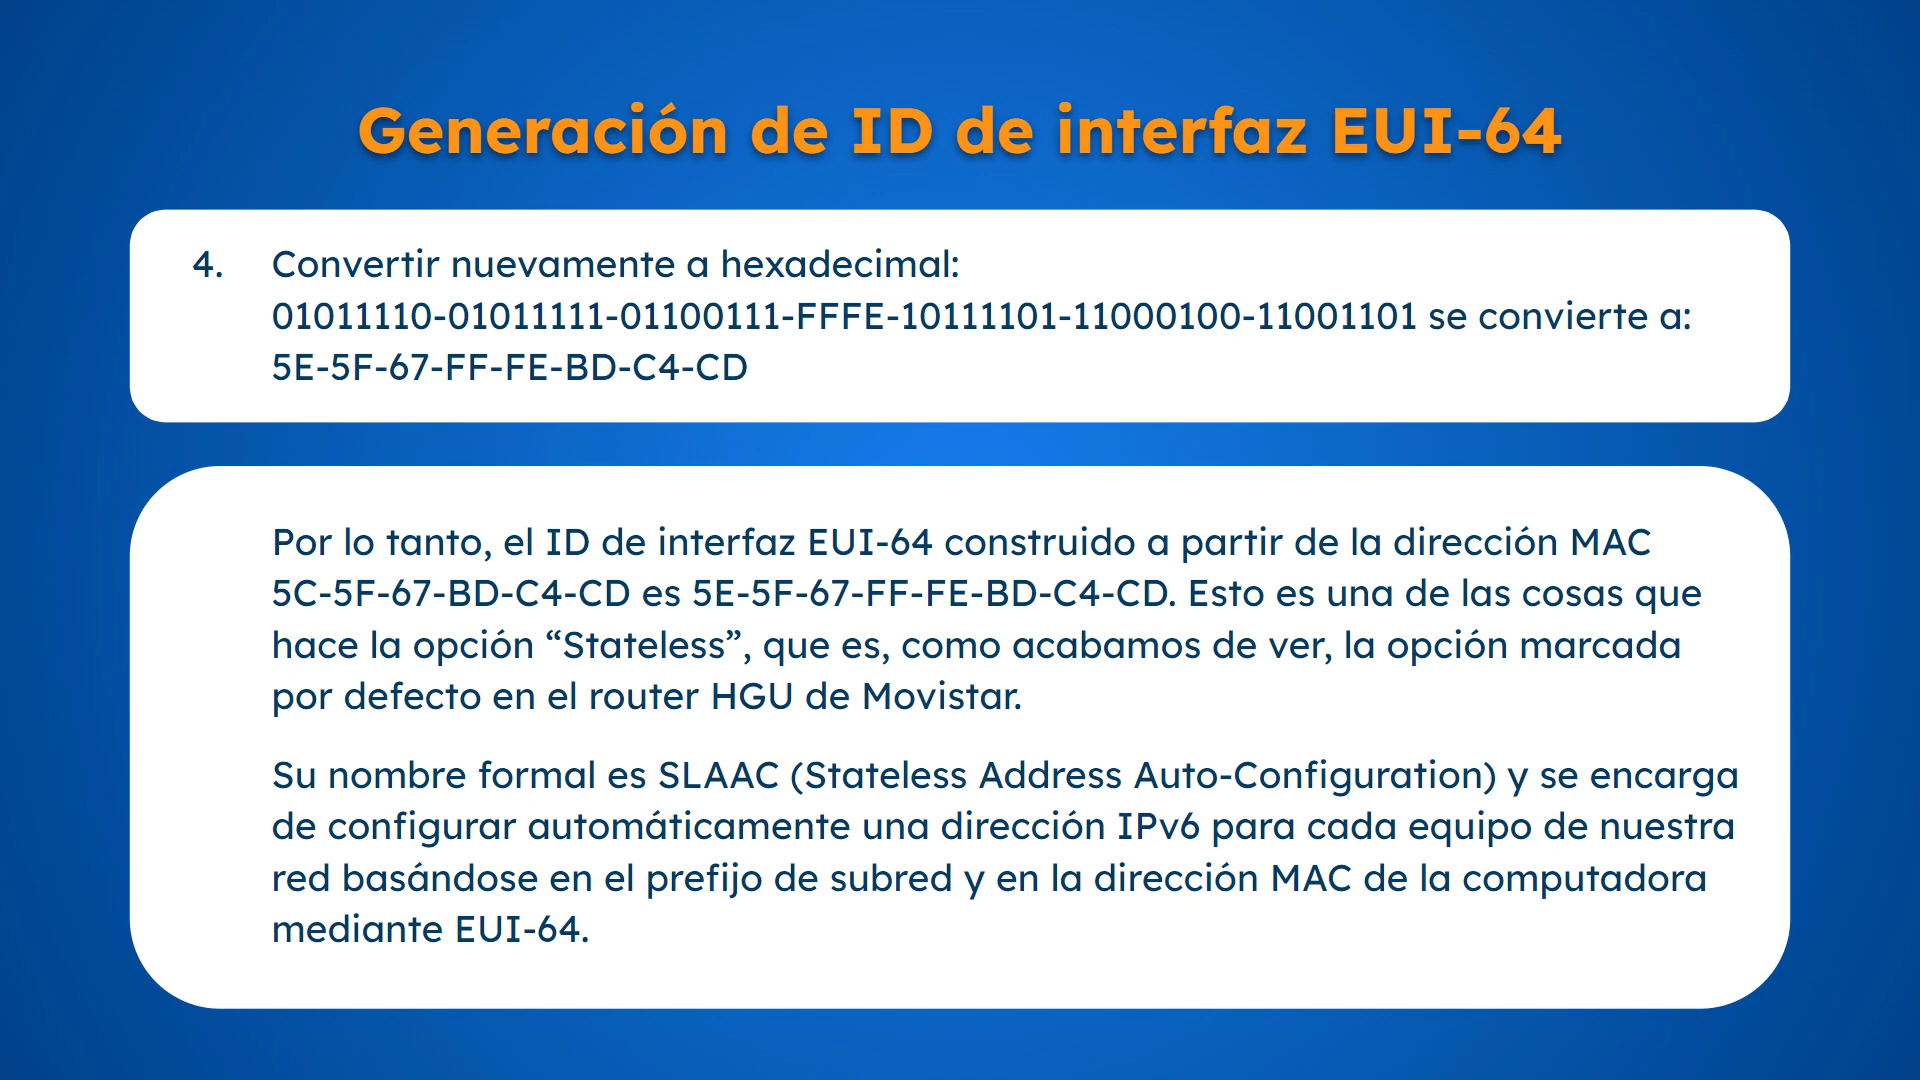 Generación de ID de interfaz EUI-64
4. Convertir nuevamente a hexadecimal:
01011110-01011111-01100111-FFFE-10111101-11000100-11001101 se convierte a:
5E-5F-67-FF-FE-BD-C4-CD
Por lo tanto, el ID de interfaz EUI-64 construido a partir de la dirección MAC
5C-5F-67-BD-C4-CD es 5E-5F-67-FF-FE-BD-C4-CD. Esto es una de las cosas que
hace la opción “Stateless”, que es, como acabamos de ver, la opción marcada
por defecto en el router HGU de Movistar.
Su nombre formal es SLAAC (Stateless Address Auto-Configuration) y se encarga
de configurar automáticamente una dirección IPv6 para cada equipo de nuestra
red basándose en el prefijo de subred y en la dirección MAC de la computadora
mediante EUI-64.